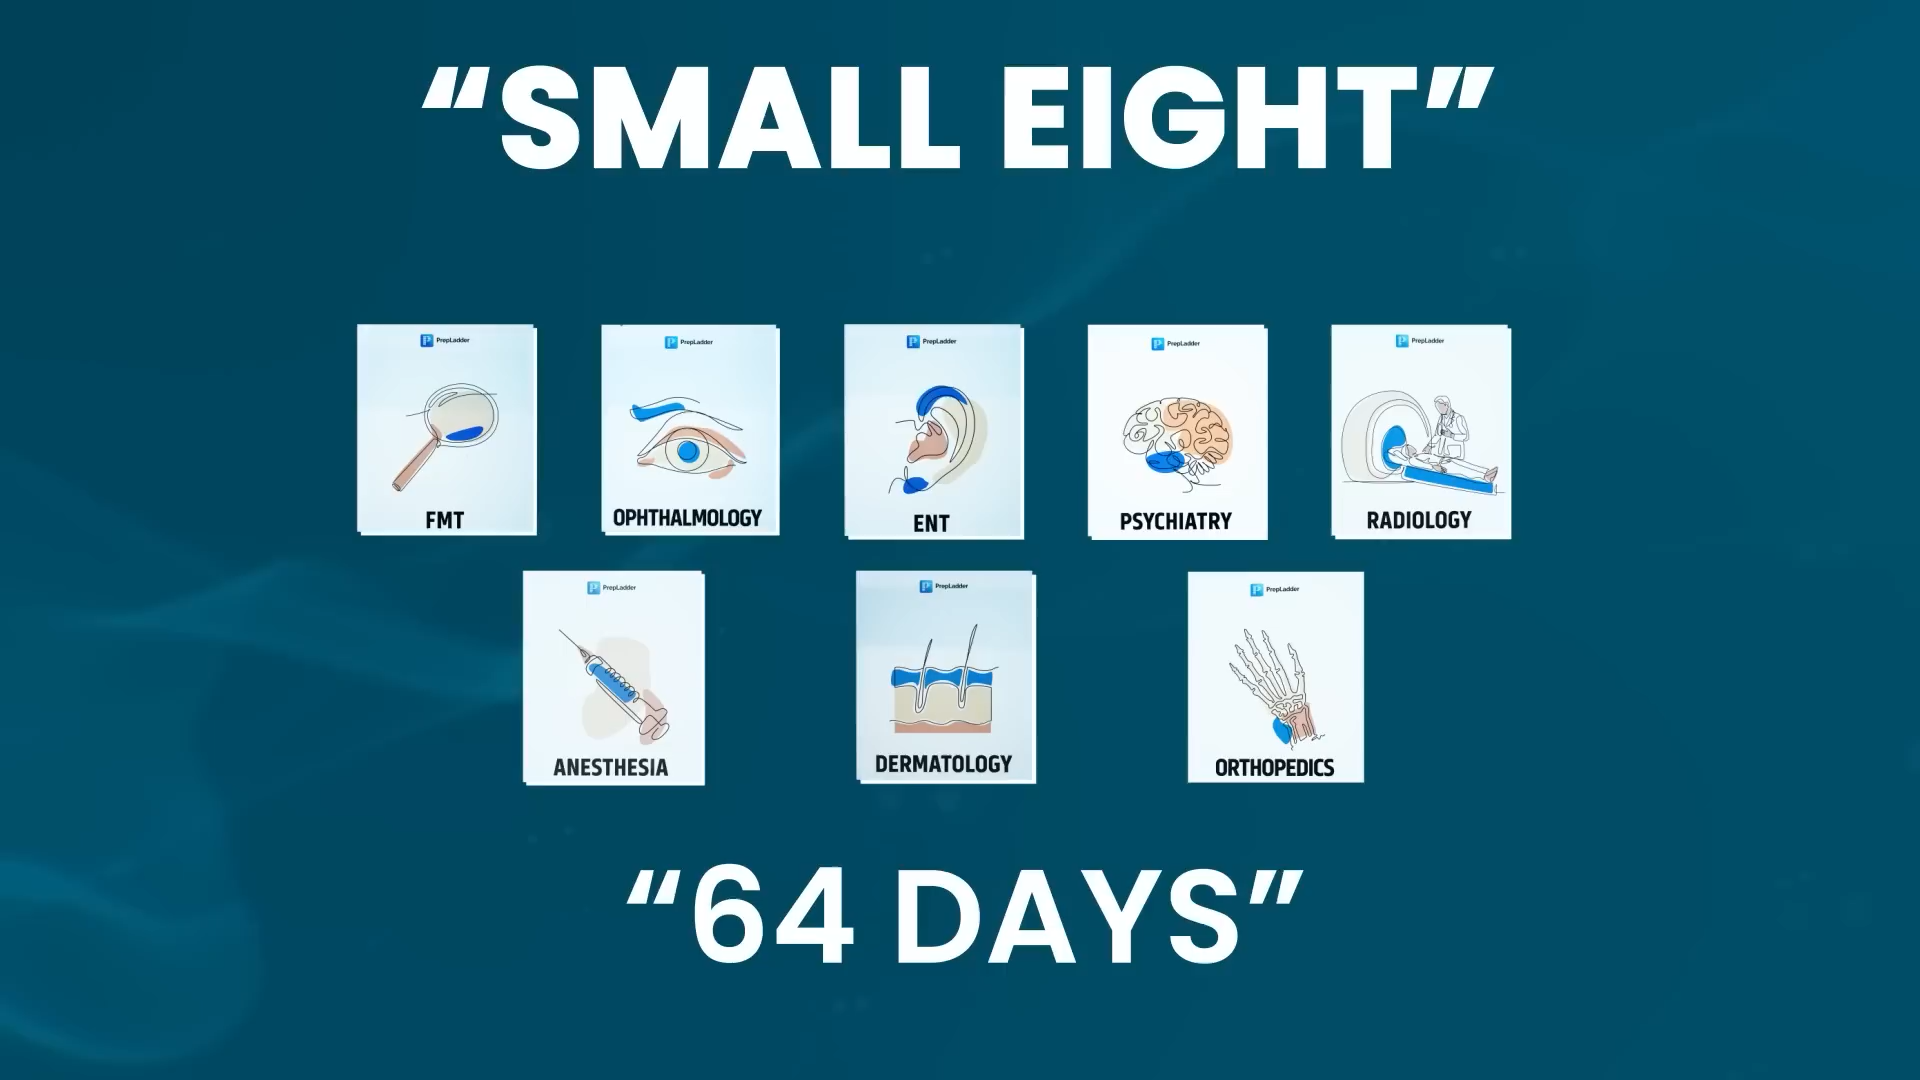 “SMALL EIGHT”
PrepLadder
FMT
PrepLadder
OPHTHALMOLOGY
PrepLadder
ENT
PrepLadder
PSYCHIATRY
PrepLadder
RADIOLOGY
PrepLadder
ANESTHESIA
PrepLadder
DERMATOLOGY
PrepLadder
ORTHOPEDICS
“64 DAYS”